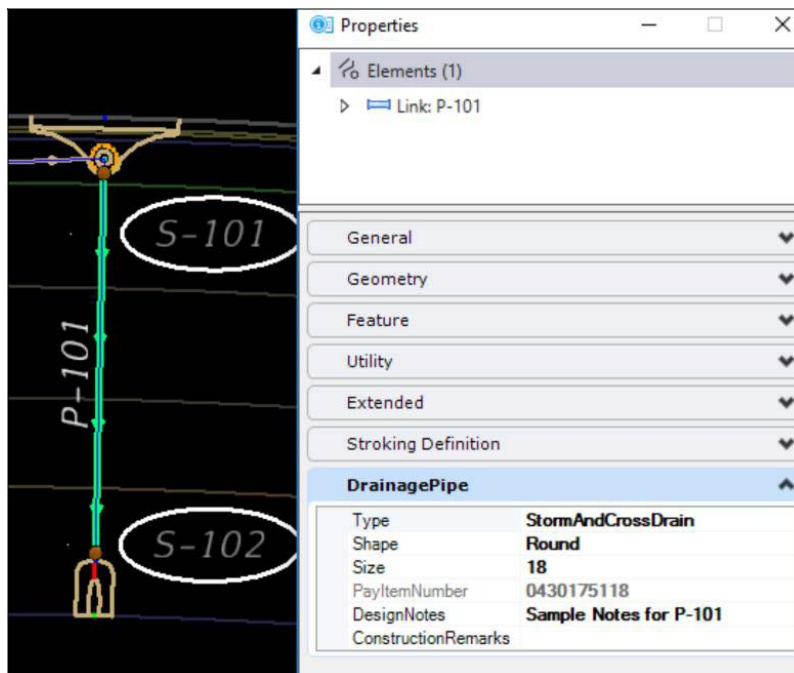 S-101
P-101
S-102
Properties
Elements (1)
Link: P-101
General
Geometry
Feature
Utility
Extended
Stroking Definition
DrainagePipe
Type StormAndCrossDrain
Shape Round
Size 18
PayItemNumber 0430175118
DesignNotes Sample Notes for P-101
ConstructionRemarks